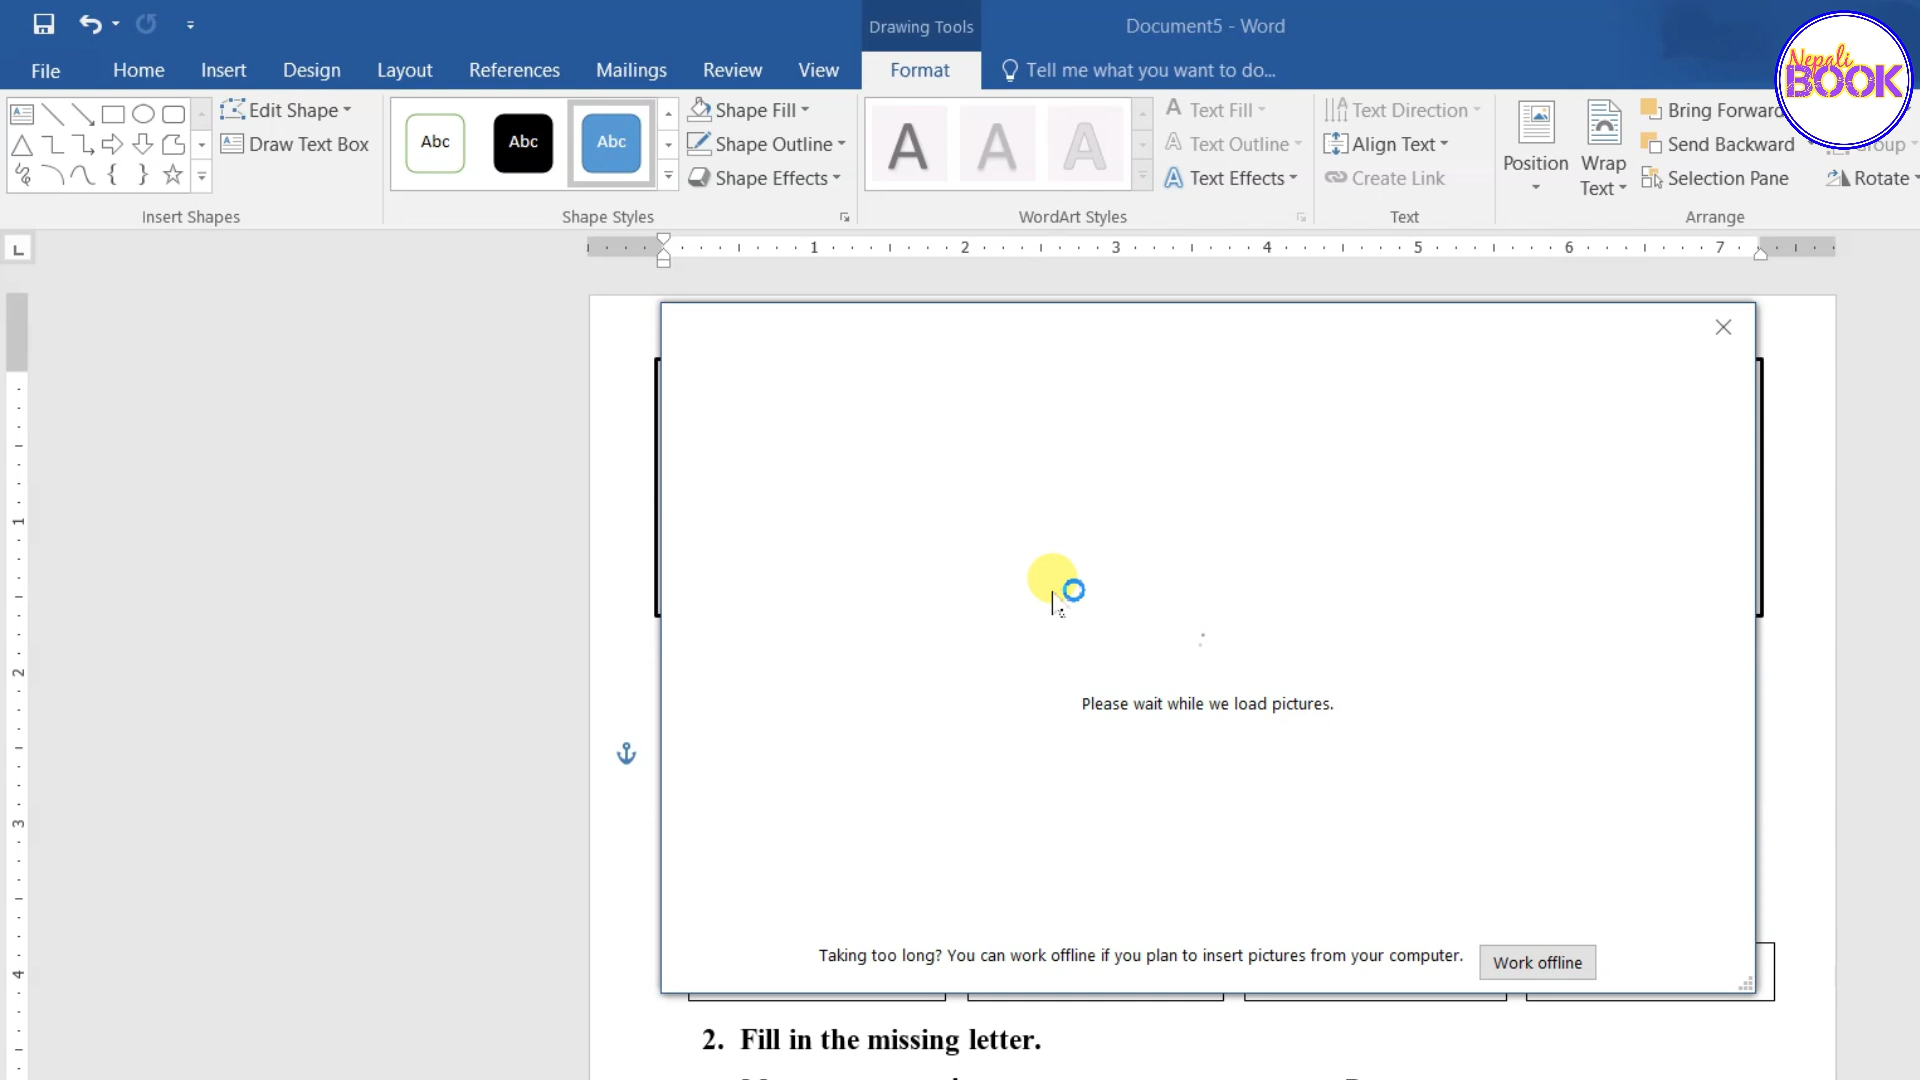 Drawing Tools
Document5 - Word
Nepali
BOOK
File
Home
Insert
Design
Layout
References
Mailings
Review
View
Format
Tell me what you want to do...
Edit Shape
Draw Text Box
Insert Shapes
Abc
Abc
Abc
Shape Fill
Shape Outline
Shape Effects
Shape Styles
A
A
A
Text Fill
Text Outline
Text Effects
WordArt Styles
Text Direction
Align Text
Create Link
Text
Position
Wrap
Text
Bring Forward
Send Backward
Selection Pane
Group
Rotate
Arrange
L
1
2
3
4
5
6
7
1
2
3
4
Please wait while we load pictures.
Taking too long? You can work offline if you plan to insert pictures from your computer.
Work offline
2. Fill in the missing letter.